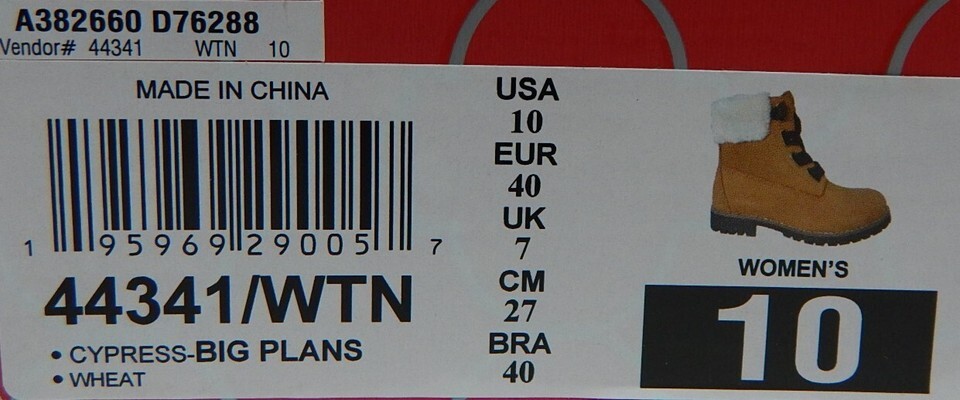 A382660 D76288
Vendor# 44341 WTN 10
MADE IN CHINA
1 95969 29005 7
44341/WTN
• CYPRESS-BIG PLANS
• WHEAT
USA
10
EUR
40
UK
7
CM
27
BRA
40
WOMEN'S
10